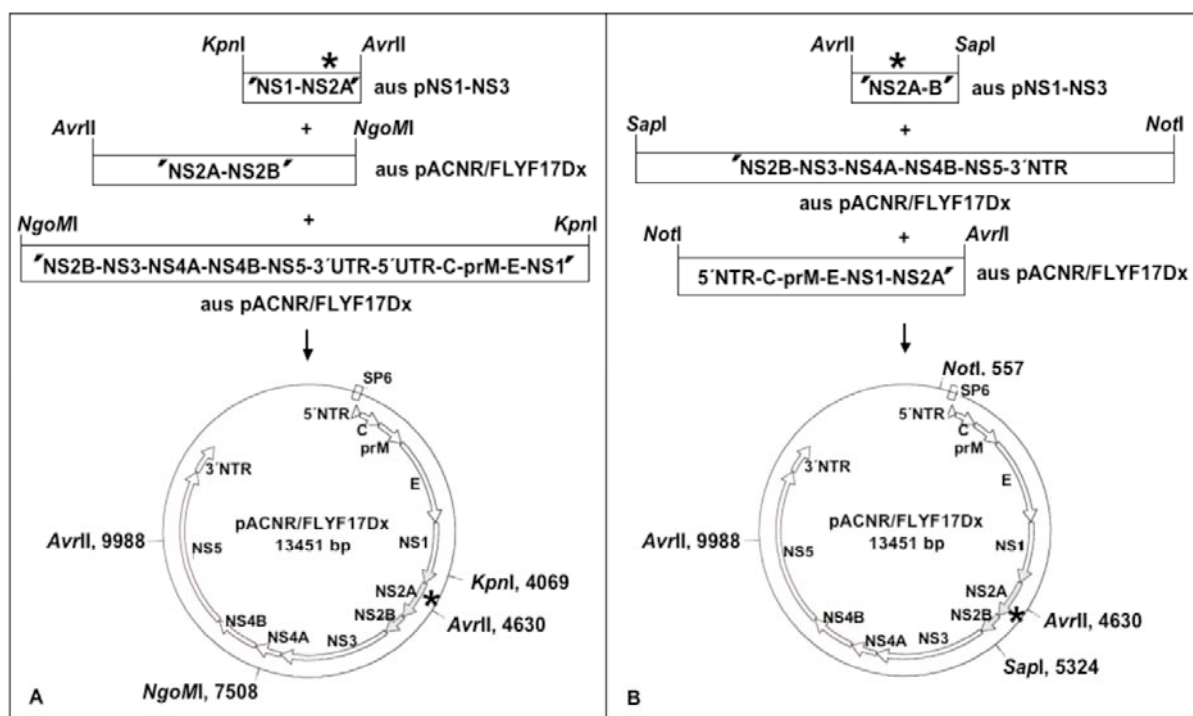 KpnI AvrII
*
"NS1-NS2A" aus pNS1-NS3
+
AvrII NgoMI
"NS2A-NS2B" aus pACNR/FLYF17Dx
+
NgoMI KpnI
"NS2B-NS3-NS4A-NS4B-NS5-3´UTR-5´UTR-C-prM-E-NS1"
aus pACNR/FLYF17Dx
SP6
5´NTR
C
prM
3´NTR
E
AvrII, 9988
pACNR/FLYF17Dx
13451 bp
NS5
NS1
KpnI, 4069
NS2A
*
NS2B
AvrII, 4630
NS4B
NS4A
NS3
NgoMI, 7508
A
AvrII SapI
*
"NS2A-B" aus pNS1-NS3
+
SapI NotI
"NS2B-NS3-NS4A-NS4B-NS5-3´NTR
aus pACNR/FLYF17Dx
+
NotI AvrII
5´NTR-C-prM-E-NS1-NS2A" aus pACNR/FLYF17Dx
NotI, 557
SP6
5´NTR
C
prM
3´NTR
E
AvrII, 9988
pACNR/FLYF17Dx
13451 bp
NS5
NS1
NS2A
*
NS2B
AvrII, 4630
NS4B
NS4A
NS3
SapI, 5324
B